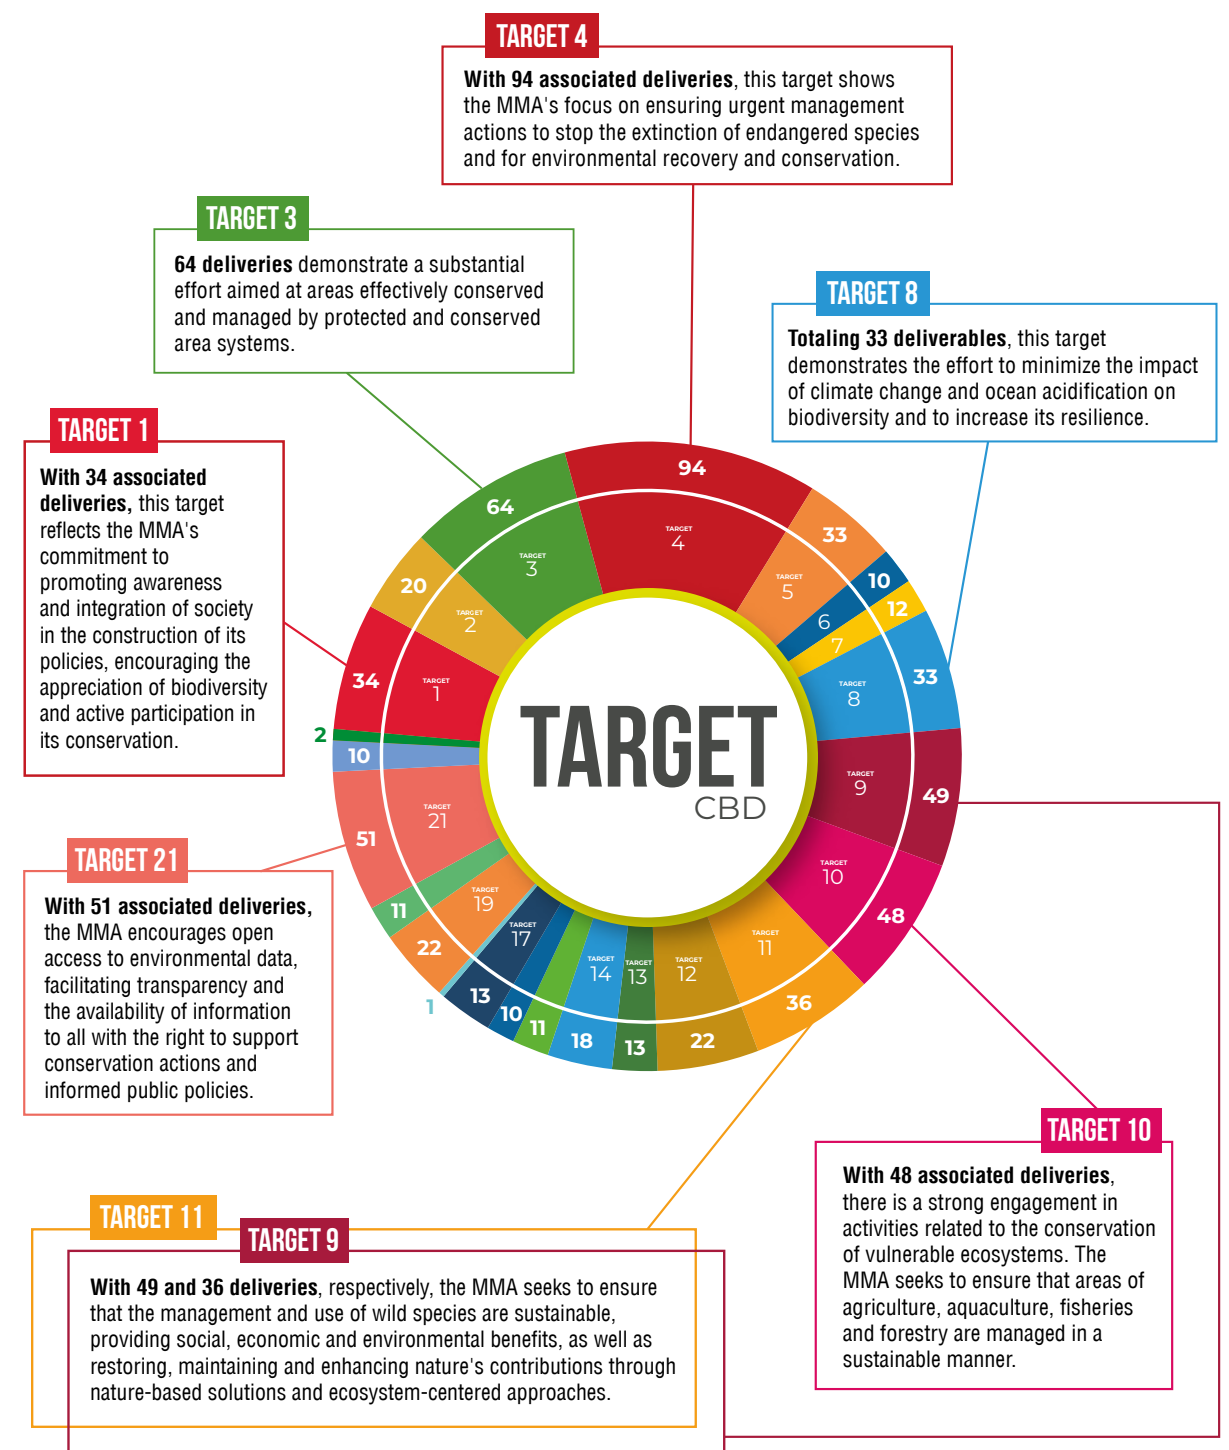 TARGET 4
With 94 associated deliveries, this target shows
the MMA's focus on ensuring urgent management
actions to stop the extinction of endangered species
and for environmental recovery and conservation.
TARGET 3
64 deliveries demonstrate a substantial
effort aimed at areas effectively conserved
and managed by protected and conserved
area systems.
TARGET 8
Totaling 33 deliverables, this target
demonstrates the effort to minimize the impact
of climate change and ocean acidification on
biodiversity and to increase its resilience.
TARGET 1
With 34 associated
deliveries, this target
reflects the MMA's
commitment to
promoting awareness
and integration of society
in the construction of its
policies, encouraging the
appreciation of biodiversity
and active participation in
its conservation.
94
TARGET
4
33
TARGET
5
10
6
12
7
33
TARGET
8
49
TARGET
9
48
TARGET
10
36
TARGET
11
22
TARGET
12
13
TARGET
13
18
TARGET
14
11
10
13
TARGET
17
1
22
TARGET
19
11
51
TARGET
21
10
2
34
TARGET
1
20
TARGET
2
64
TARGET
3
TARGET
CBD
TARGET 21
With 51 associated deliveries,
the MMA encourages open
access to environmental data,
facilitating transparency and
the availability of information
to all with the right to support
conservation actions and
informed public policies.
TARGET 10
With 48 associated deliveries,
there is a strong engagement in
activities related to the conservation
of vulnerable ecosystems. The
MMA seeks to ensure that areas of
agriculture, aquaculture, fisheries
and forestry are managed in a
sustainable manner.
TARGET 11
TARGET 9
With 49 and 36 deliveries, respectively, the MMA seeks to ensure
that the management and use of wild species are sustainable,
providing social, economic and environmental benefits, as well as
restoring, maintaining and enhancing nature's contributions through
nature-based solutions and ecosystem-centered approaches.